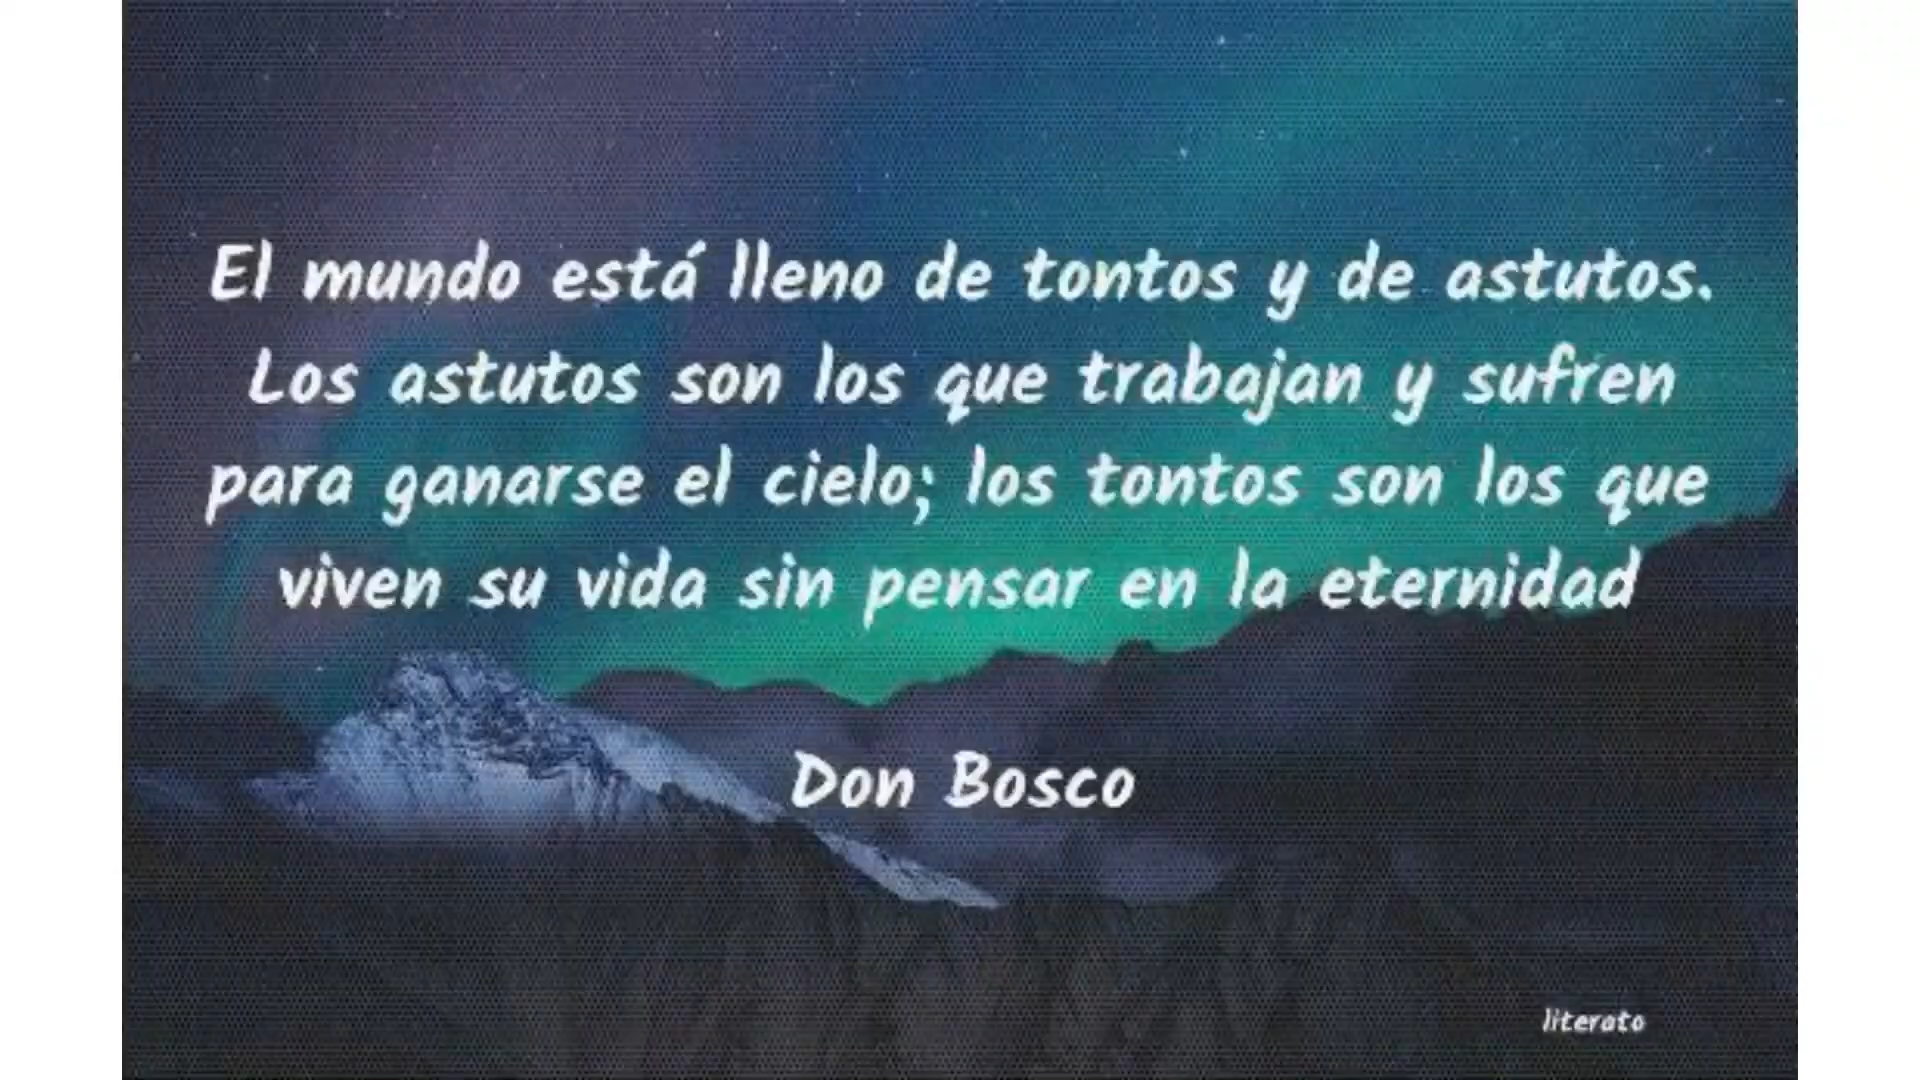 El mundo está lleno de tontos y de astutos.
Los astutos son los que trabajan y sufren
para ganarse el cielo; los tontos son los que
viven su vida sin pensar en la eternidad
Don Bosco
literato